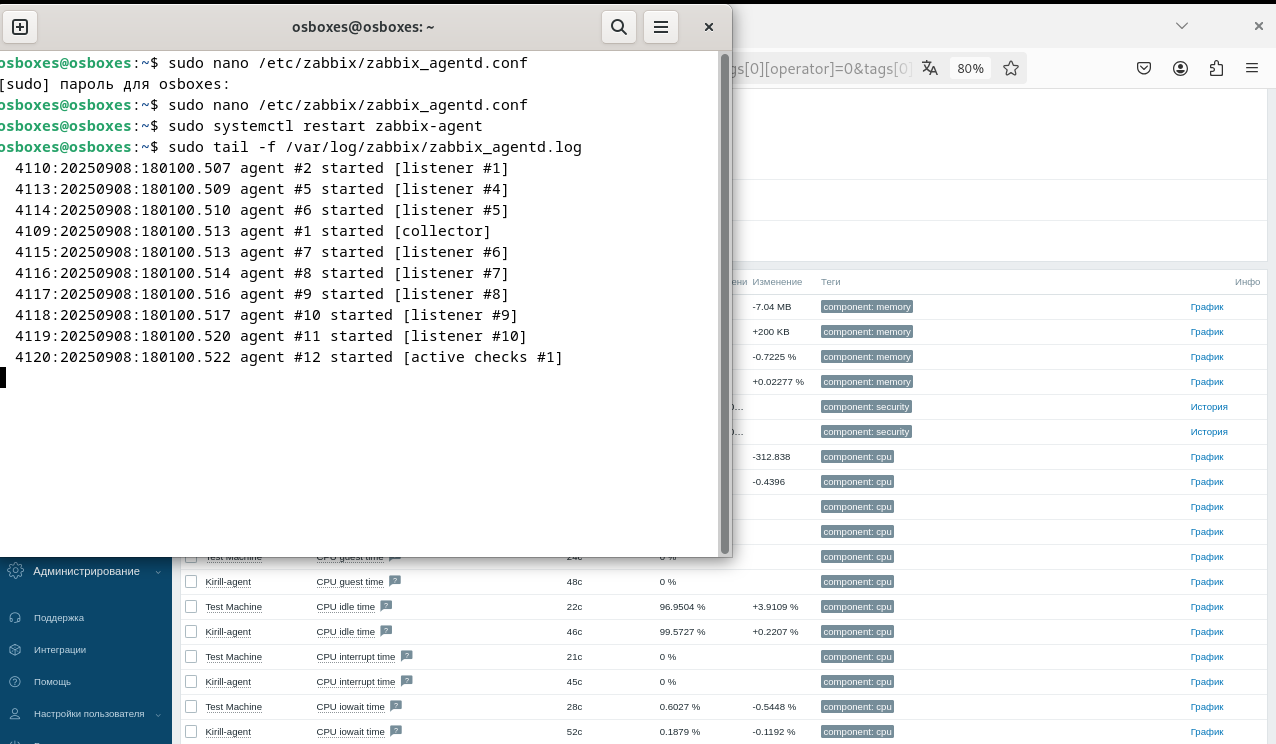 osboxes@osboxes: ~
osboxes@osboxes:~$ sudo nano /etc/zabbix/zabbix_agentd.conf
[sudo] пароль для osboxes:
osboxes@osboxes:~$ sudo nano /etc/zabbix/zabbix_agentd.conf
osboxes@osboxes:~$ sudo systemctl restart zabbix-agent
osboxes@osboxes:~$ sudo tail -f /var/log/zabbix/zabbix_agentd.log
4110:20250908:180100.507 agent #2 started [listener #1]
4113:20250908:180100.509 agent #5 started [listener #4]
4114:20250908:180100.510 agent #6 started [listener #5]
4109:20250908:180100.513 agent #1 started [collector]
4115:20250908:180100.513 agent #7 started [listener #6]
4116:20250908:180100.514 agent #8 started [listener #7]
4117:20250908:180100.516 agent #9 started [listener #8]
4118:20250908:180100.517 agent #10 started [listener #9]
4119:20250908:180100.520 agent #11 started [listener #10]
4120:20250908:180100.522 agent #12 started [active checks #1]
gs[0][operator]=0&tags[0] 80%
Изменение Теги Инфо
-7.04 MB component: memory График
+200 KB component: memory График
-0.7225 % component: memory График
+0.02277 % component: memory График
0... component: security История
0... component: security История
-312.838 component: cpu График
-0.4396 component: cpu График
component: cpu График
component: cpu График
Test Machine CPU guest time 24с 0 % component: cpu График
Kirill-agent CPU guest time 48с 0 % component: cpu График
Test Machine CPU idle time 22с 96.9504 % +3.9109 % component: cpu График
Kirill-agent CPU idle time 46с 99.5727 % +0.2207 % component: cpu График
Test Machine CPU interrupt time 21с 0 % component: cpu График
Kirill-agent CPU interrupt time 45с 0 % component: cpu График
Test Machine CPU iowait time 28с 0.6027 % -0.5448 % component: cpu График
Kirill-agent CPU iowait time 52с 0.1879 % -0.1192 % component: cpu График
Администрирование
Поддержка
Интеграции
Помощь
Настройки пользователя